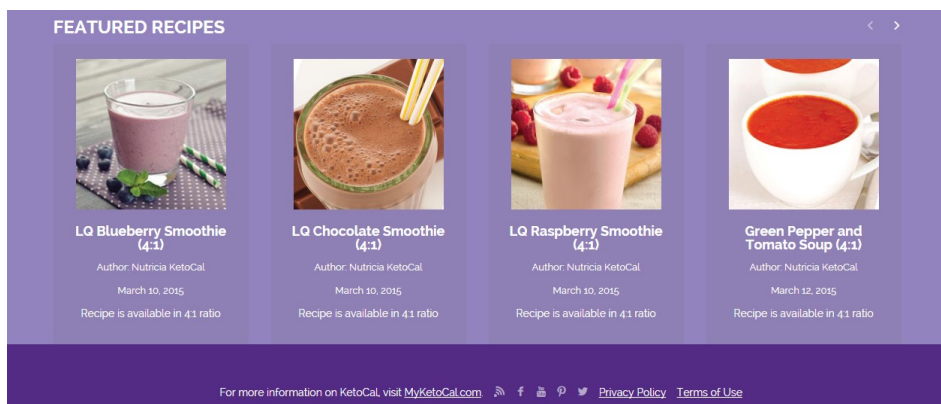 FEATURED RECIPES
LQ Blueberry Smoothie
(4:1)
Author: Nutricia KetoCal
March 10, 2015
Recipe is available in 4:1 ratio
LQ Chocolate Smoothie
(4:1)
Author: Nutricia KetoCal
March 10, 2015
Recipe is available in 4:1 ratio
LQ Raspberry Smoothie
(4:1)
Author: Nutricia KetoCal
March 10, 2015
Recipe is available in 4:1 ratio
Green Pepper and
Tomato Soup (4:1)
Author: Nutricia KetoCal
March 12, 2015
Recipe is available in 4:1 ratio
For more information on KetoCal, visit MyKetoCal.com. Privacy Policy Terms of Use